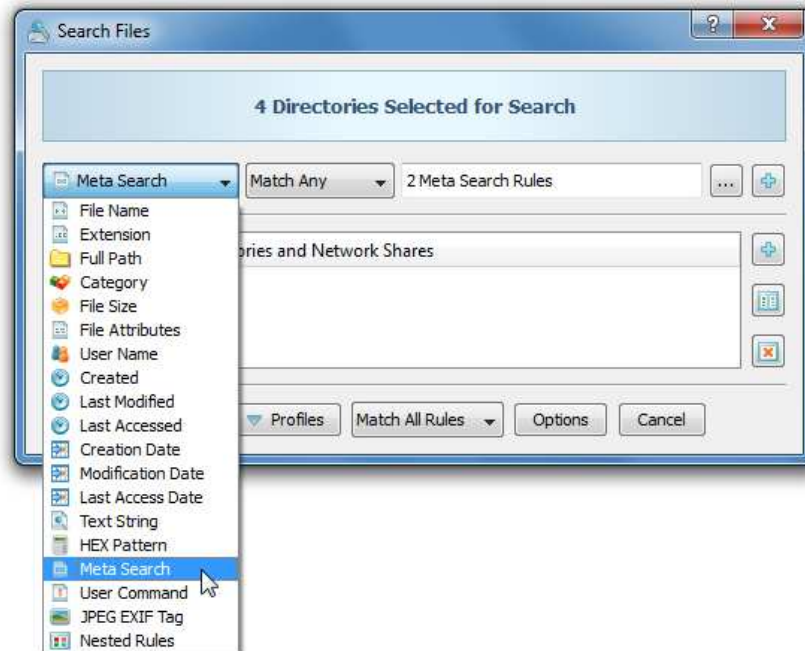 Search Files
?
4 Directories Selected for Search
Meta Search Match Any 2 Meta Search Rules ...
File Name
Extension
Full Path
ories and Network Shares
Category
File Size
File Attributes
User Name
Created
Last Modified
Last Accessed
Profiles Match All Rules Options Cancel
Creation Date
Modification Date
Last Access Date
Text String
HEX Pattern
Meta Search
User Command
JPEG EXIF Tag
Nested Rules